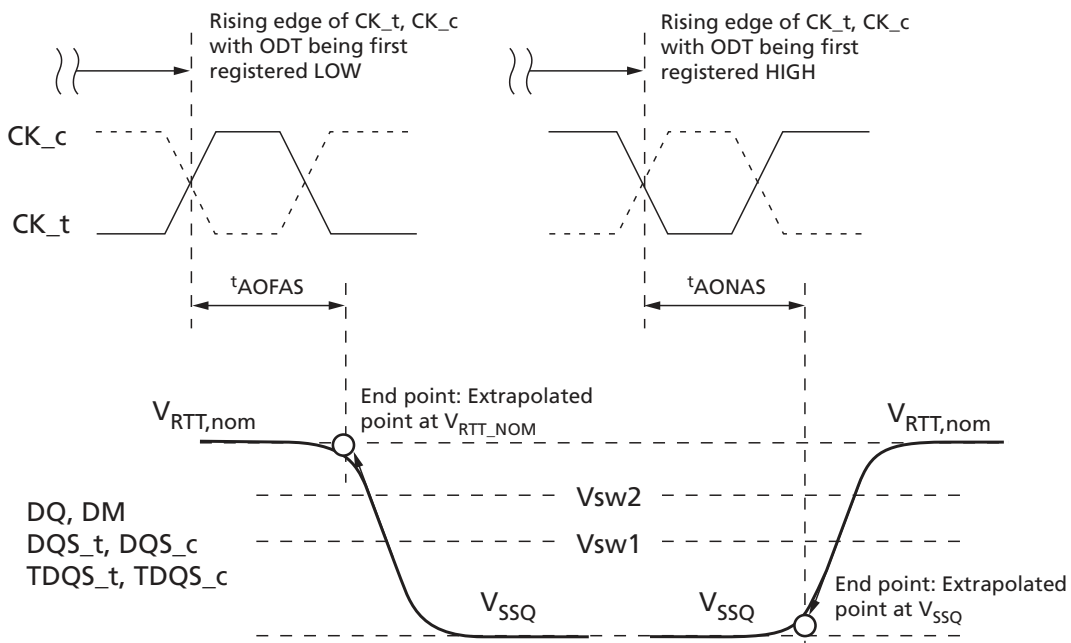 Rising edge of CK_t, CK_c
with ODT being first
registered LOW
Rising edge of CK_t, CK_c
with ODT being first
registered HIGH
CK_c
CK_t
tAOFAS
tAONAS
VRTT,nom
End point: Extrapolated
point at VRTT_NOM
VRTT,nom
Vsw2
DQ, DM
DQS_t, DQS_c
TDQS_t, TDQS_c
Vsw1
VSSQ
VSSQ
End point: Extrapolated
point at VSSQ